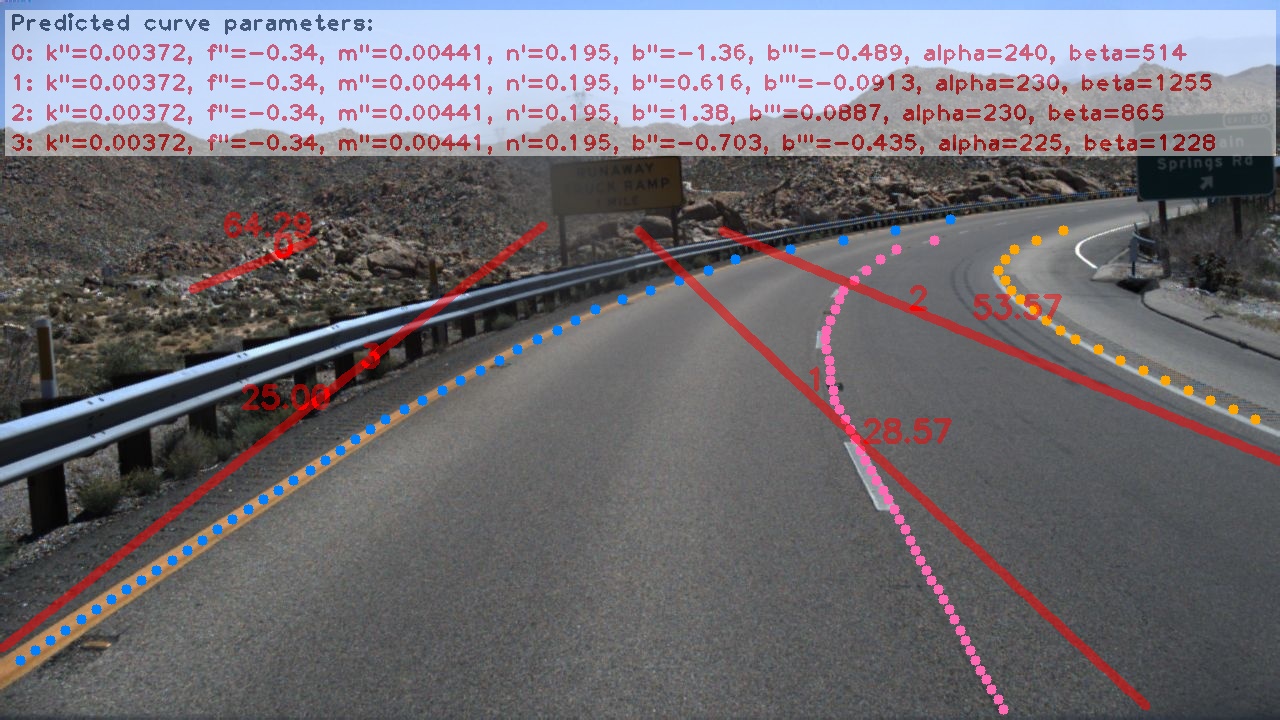 Predicted curve parameters:
0: k''=0.00372, f''=-0.34, m''=0.00441, n'=0.195, b''=-1.36, b'''=-0.489, alpha=240, beta=514
1: k''=0.00372, f''=-0.34, m''=0.00441, n'=0.195, b''=0.616, b'''=-0.0913, alpha=230, beta=1255
2: k''=0.00372, f''=-0.34, m''=0.00441, n'=0.195, b''=1.38, b'''=0.0887, alpha=230, beta=865
3: k''=0.00372, f''=-0.34, m''=0.00441, n'=0.195, b''=-0.703, b'''=-0.435, alpha=225, beta=1228
Springs Rd
RUNAWAY
TRUCK RAMP
1 MILE
64.29
0
2
53.57
3
1
25.00
28.57